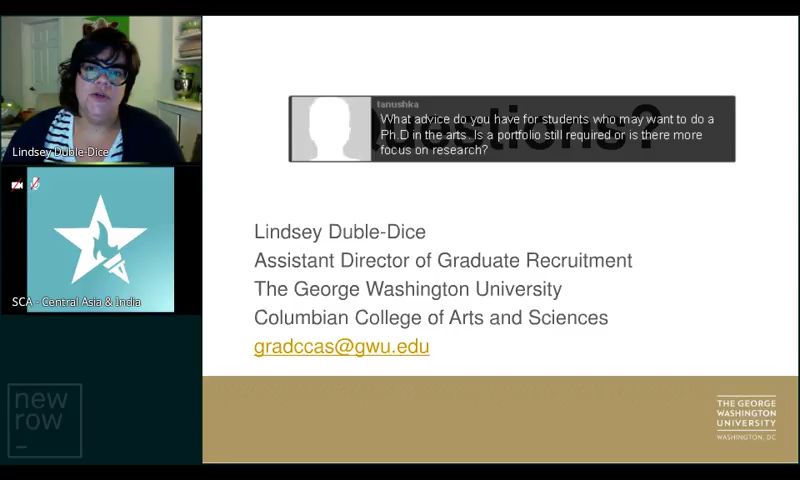 Lindsey Duble-Dice
SCA - Central Asia & India
new
row
tanushka
What advice do you have for students who may want to do a
Ph.D in the arts. Is a portfolio still required or is there more
focus on research?
Questions?
Lindsey Duble-Dice
Assistant Director of Graduate Recruitment
The George Washington University
Columbian College of Arts and Sciences
gradccas@gwu.edu
THE GEORGE
WASHINGTON
UNIVERSITY
WASHINGTON, DC